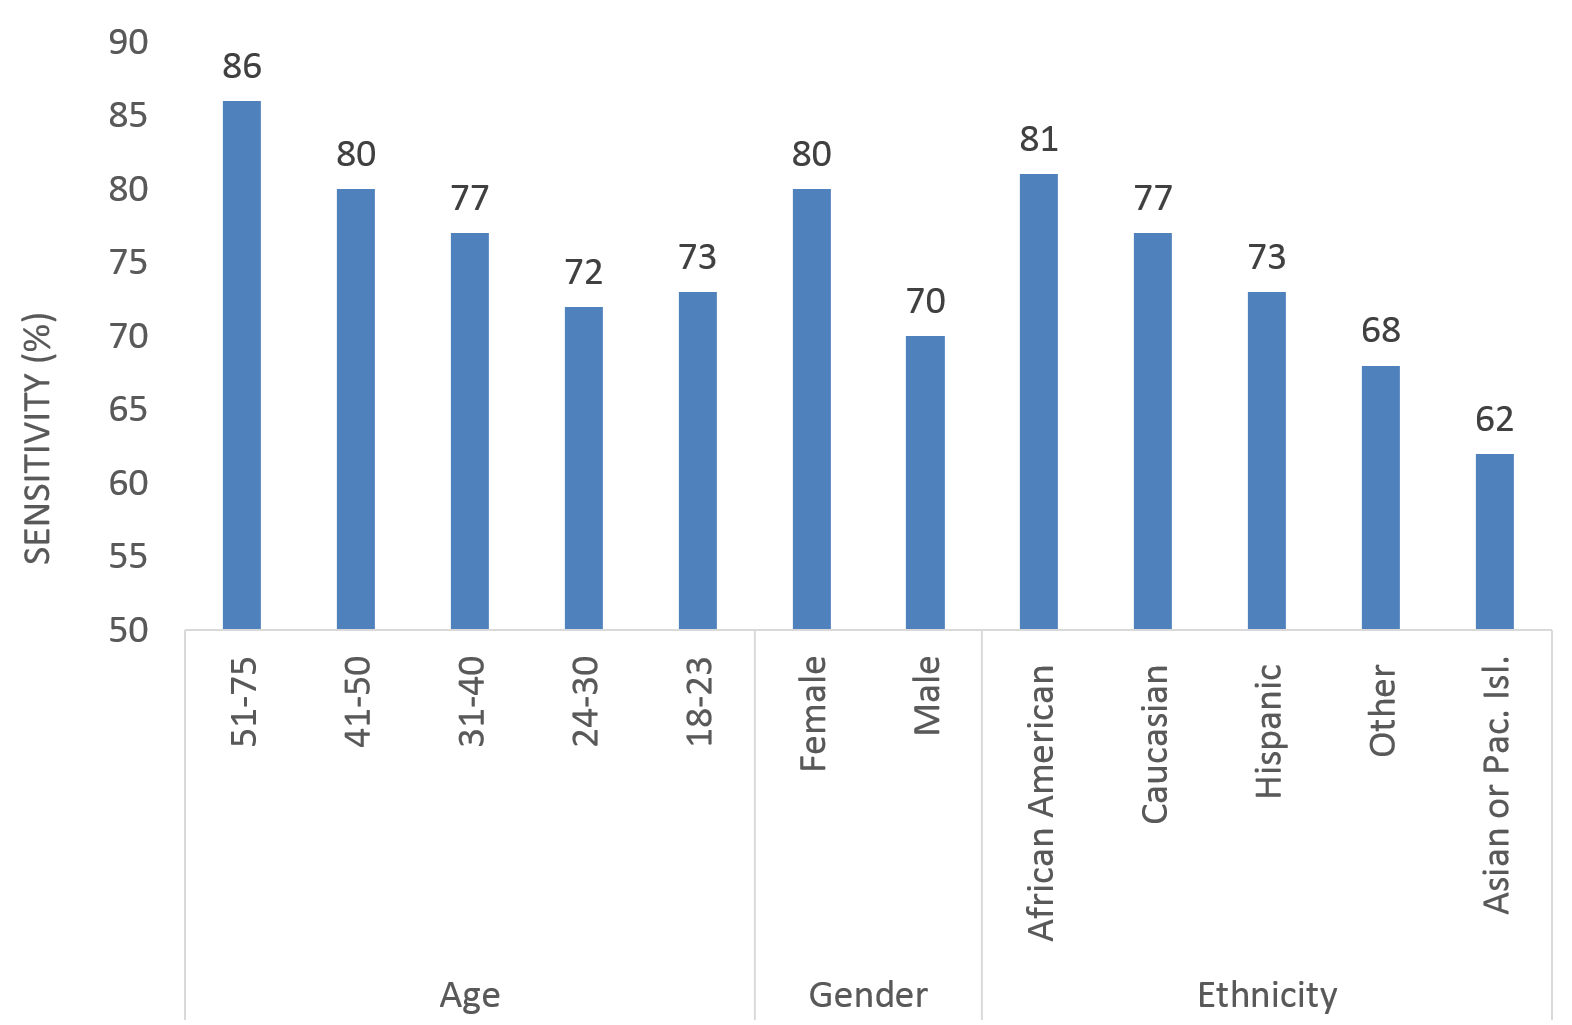 SENSITIVITY (%)
90
85
80
75
70
65
60
55
50
86
80
77
72
73
80
70
81
77
73
68
62
51-75
41-50
31-40
24-30
18-23
Female
Male
African American
Caucasian
Hispanic
Other
Asian or Pac. Isl.
Age
Gender
Ethnicity